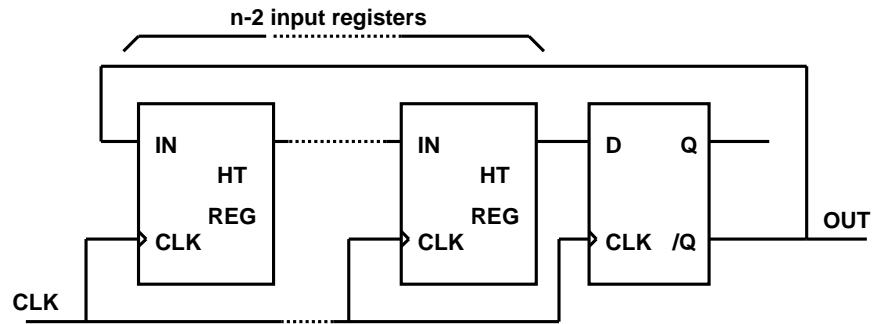 n-2 input registers
IN
HT
REG
CLK
IN
HT
REG
CLK
D Q
CLK /Q
OUT
CLK